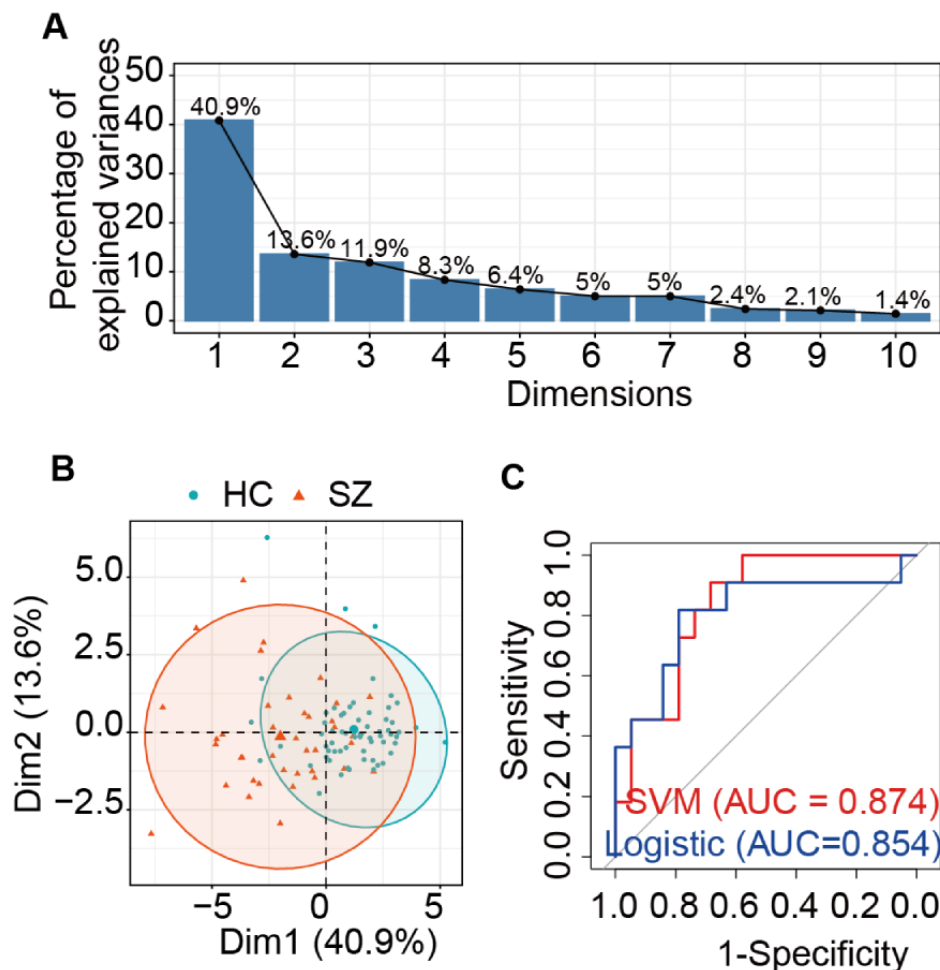 A
Percentage of
explained variances
50
40
30
20
10
0
40.9%
13.6%
11.9%
8.3%
6.4%
5%
5%
2.4%
2.1%
1.4%
1 2 3 4 5 6 7 8 9 10
Dimensions
B
HC SZ
Dim2 (13.6%)
5.0
2.5
0.0
−2.5
−5 0 5
Dim1 (40.9%)
C
Sensitivity
0.0 0.2 0.4 0.6 0.8 1.0
SVM (AUC = 0.874)
Logistic (AUC=0.854)
1.0 0.8 0.6 0.4 0.2 0.0
1-Specificity